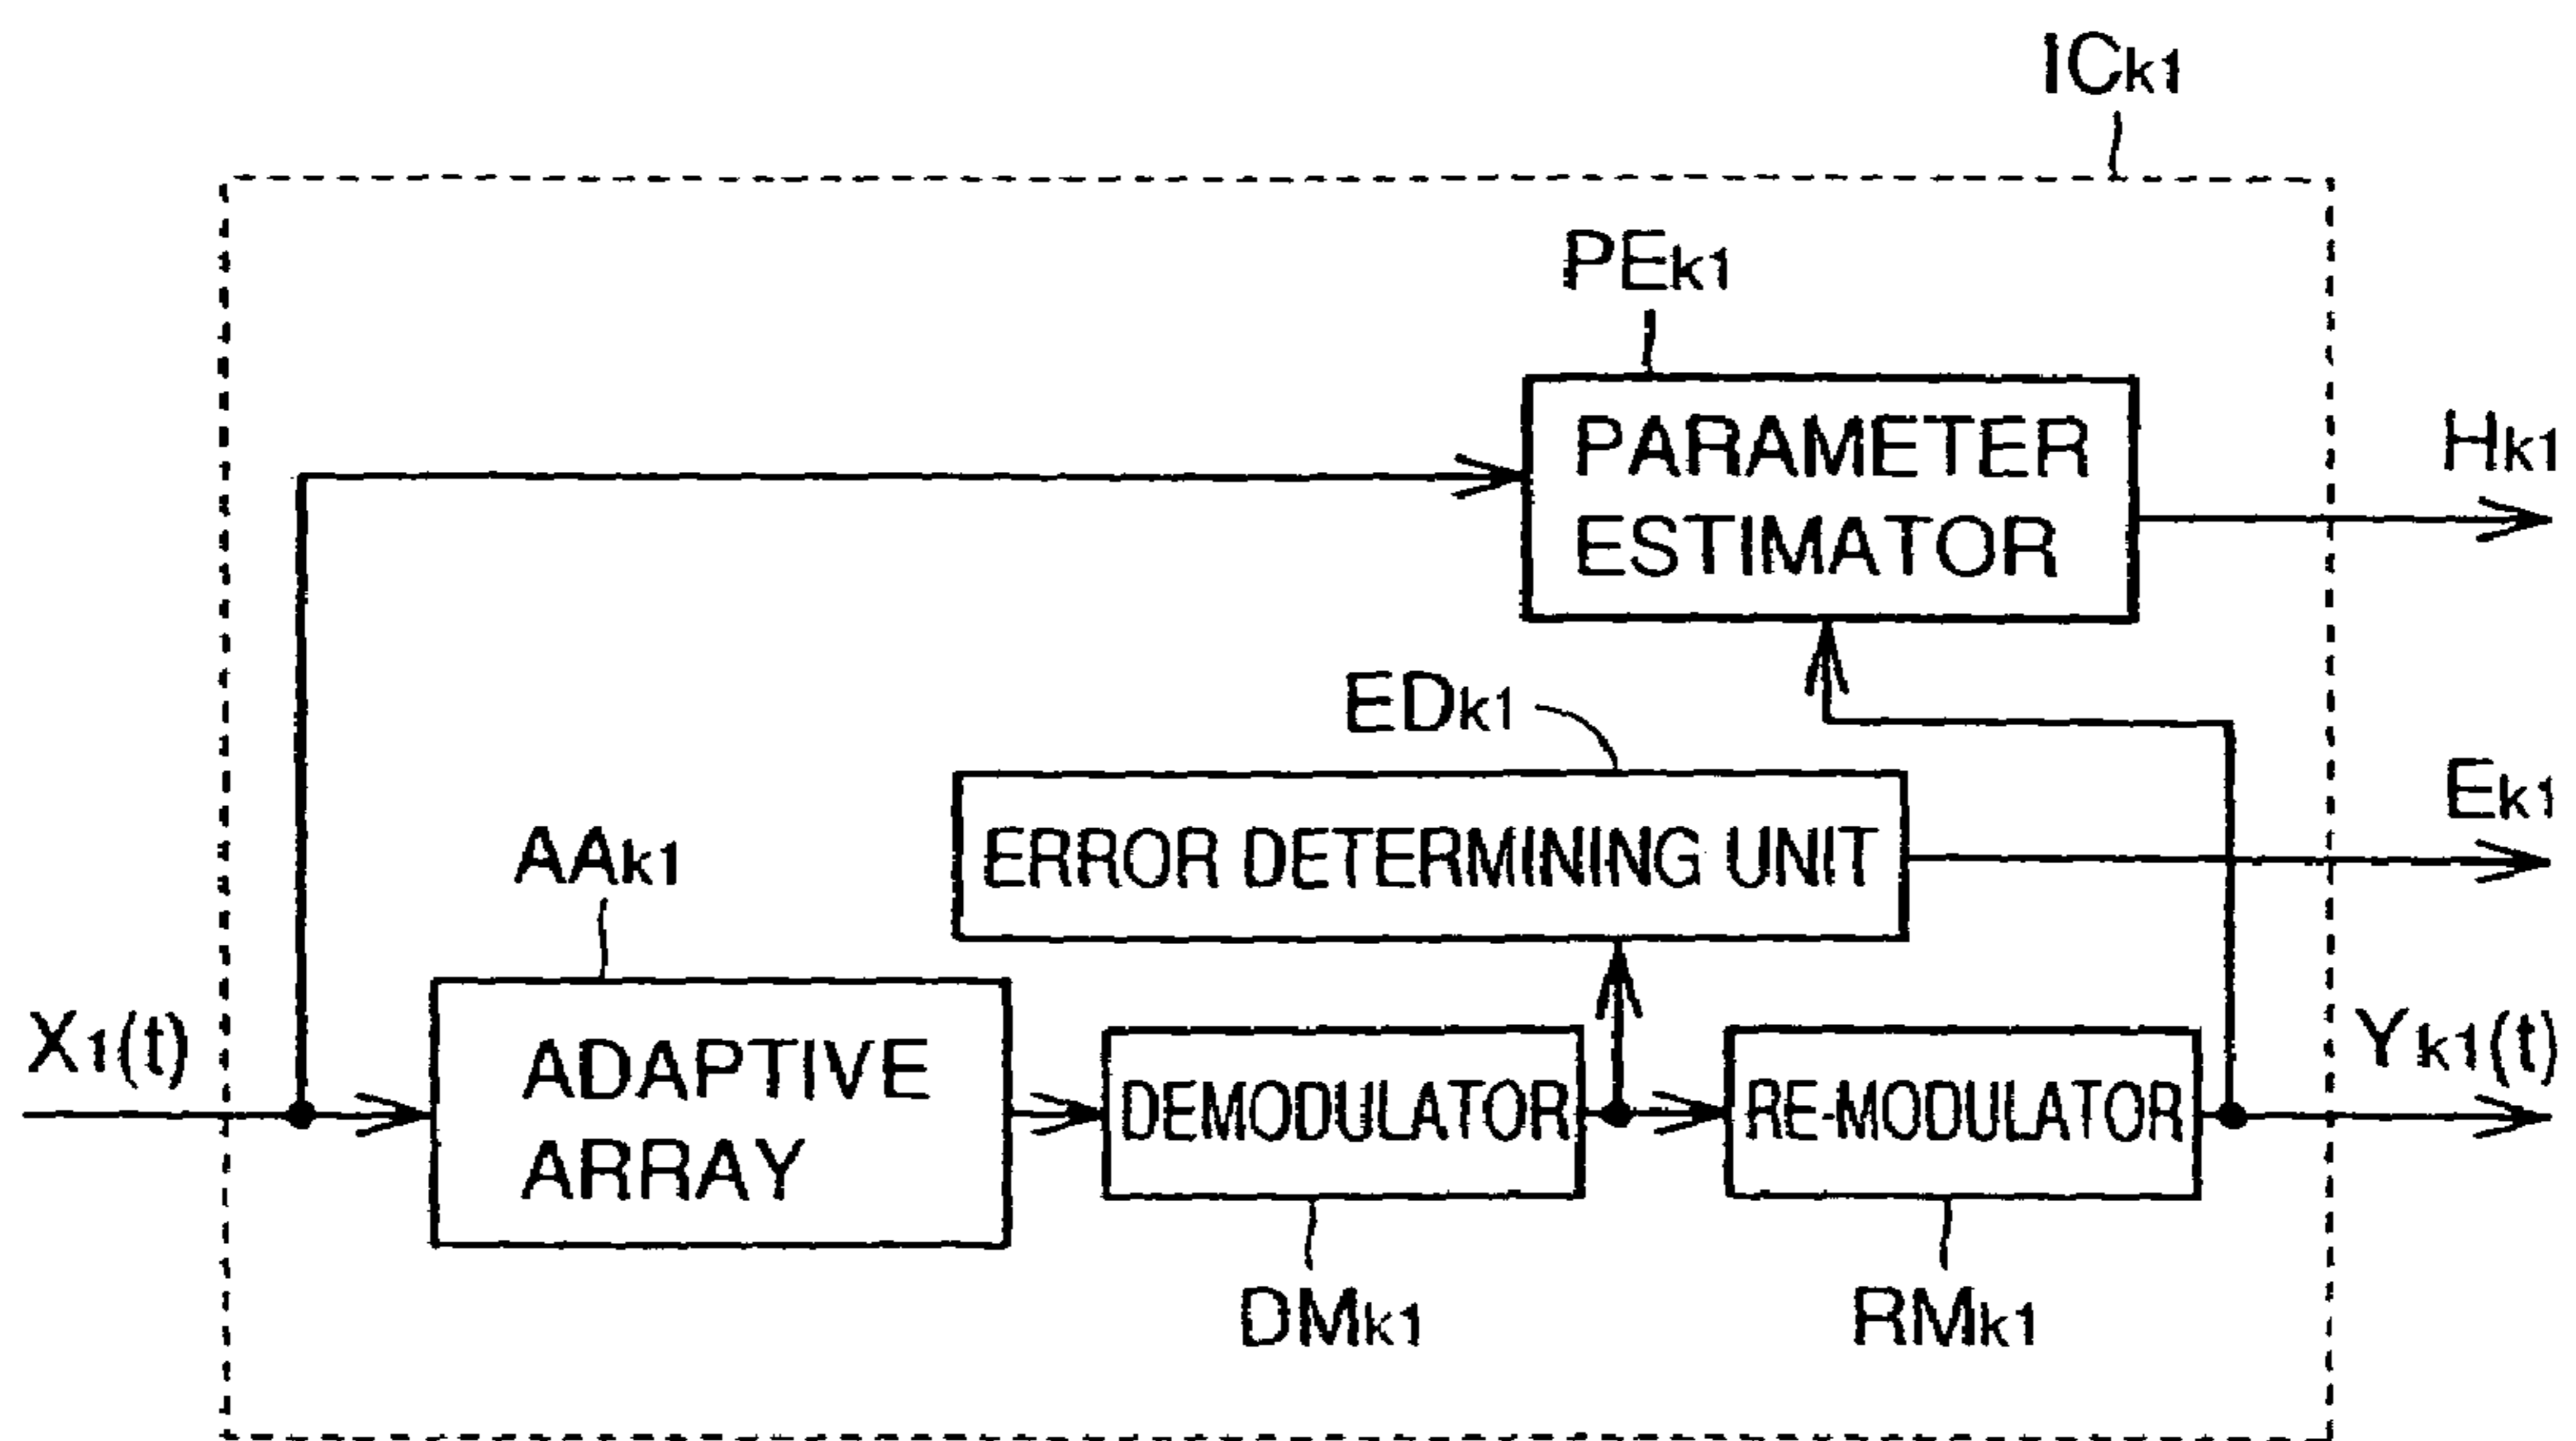 ICk1
PEk1
PARAMETER
ESTIMATOR
Hk1
EDk1
ERROR DETERMINING UNIT
Ek1
AAk1
X1(t)
ADAPTIVE
ARRAY
DEMODULATOR
RE-MODULATOR
Yk1(t)
DMk1
RMk1